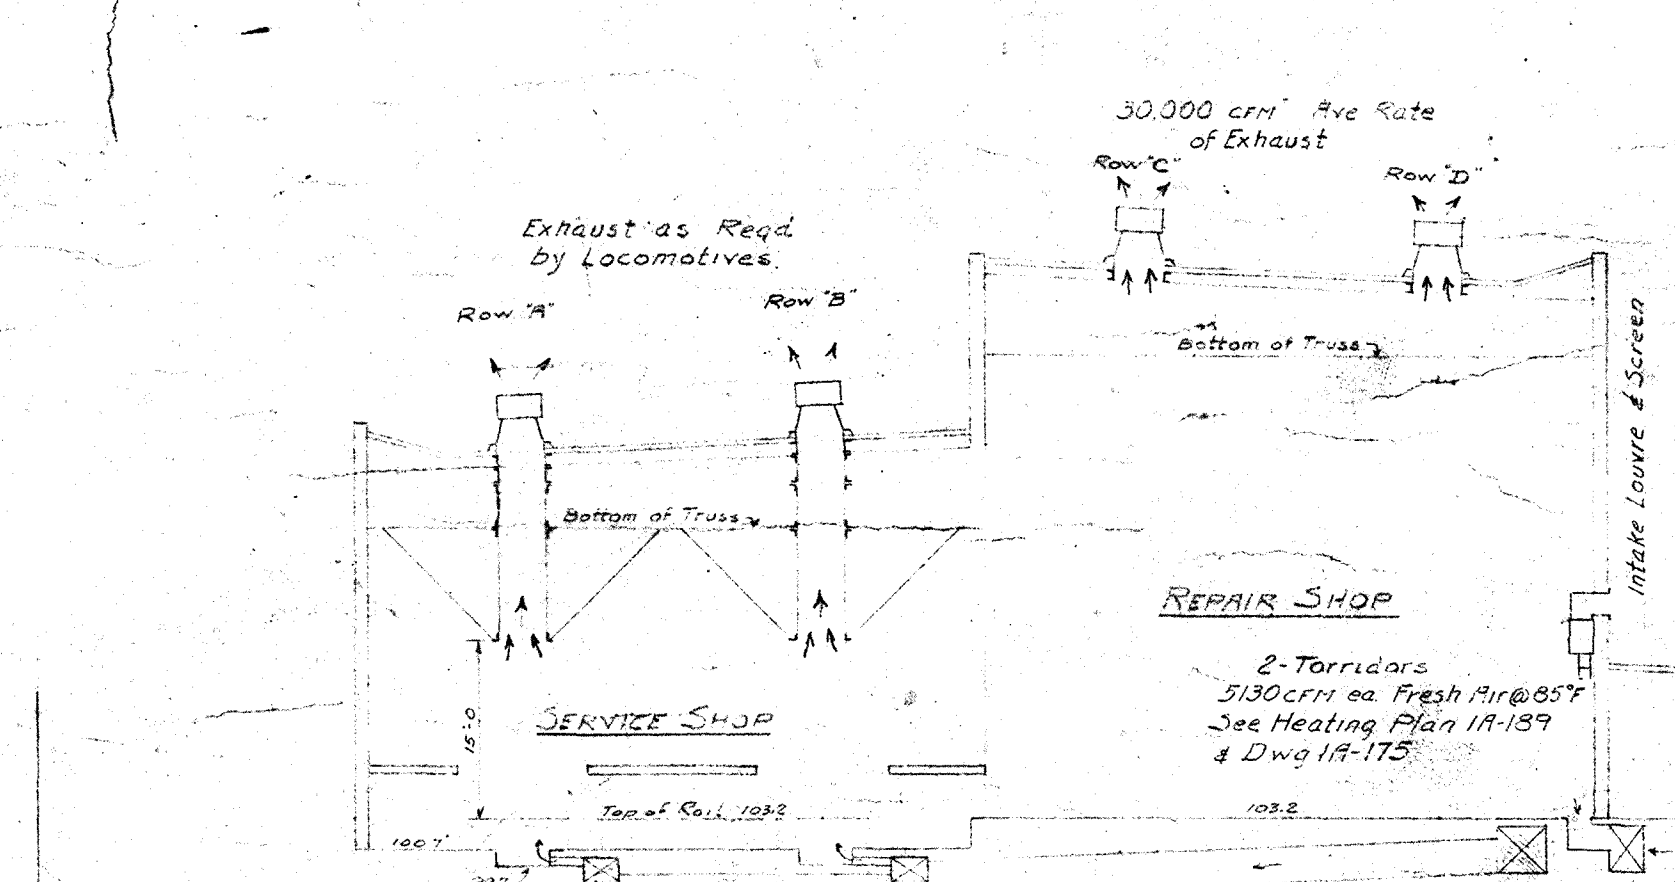 30,000 CFM Ave Rate
of Exhaust
Row "C"
Row "D"
Exhaust as Reqd
by Locomotives.
Row "A"
Row "B"
Bottom of Truss
Intake Louvre & Screen
Bottom of Truss
REPAIR SHOP
2-Torridors
5130 CFM ea. Fresh Air @ 85°F
See Heating Plan 1A-189
& Dwg 1A-175
SERVICE SHOP
15'-0
Top of Rail 103.2
103.2
100.7